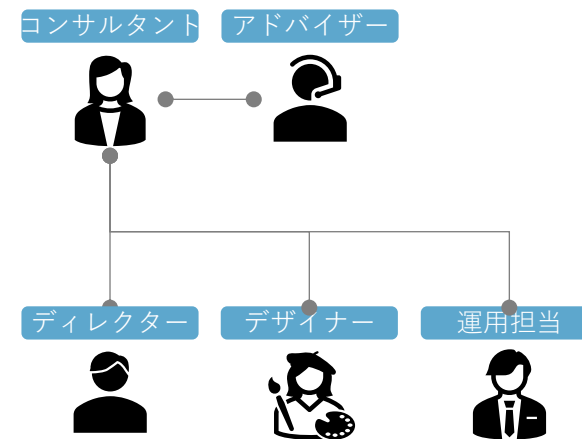 コンサルタント
アドバイザー
ディレクター
デザイナー
運用担当